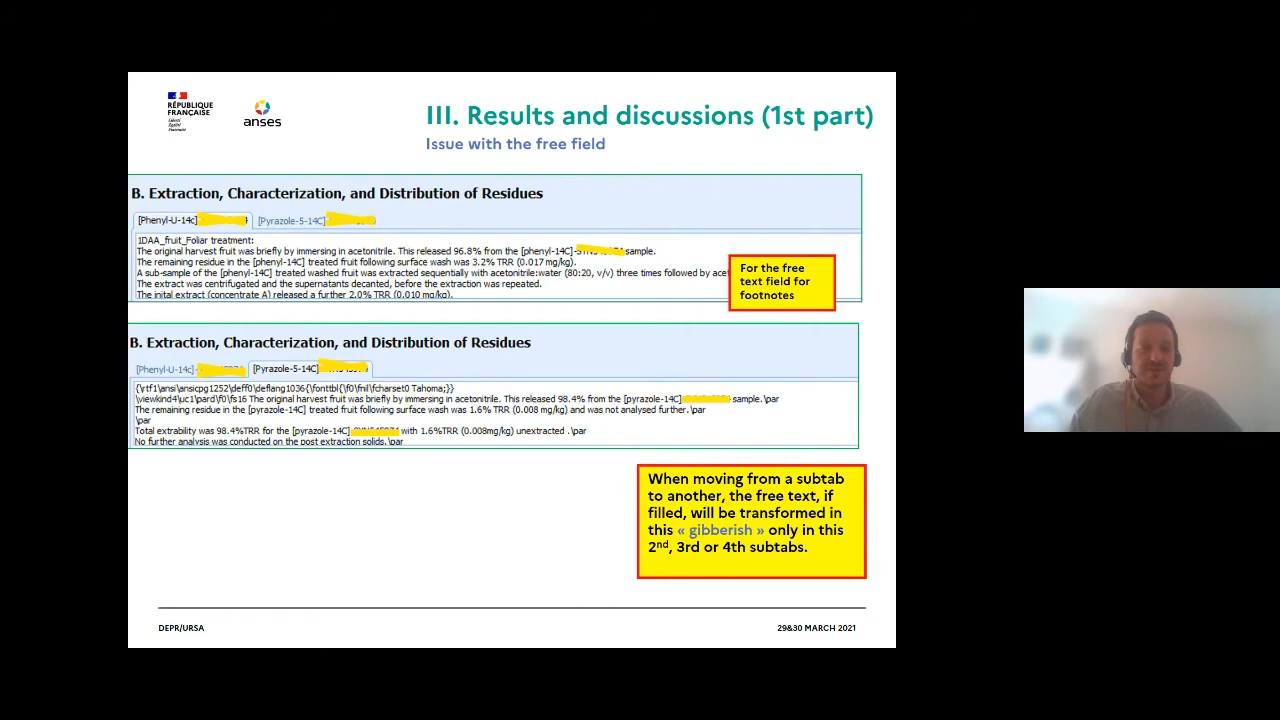 RÉPUBLIQUE
FRANÇAISE
Liberté
Égalité
Fraternité
anses
III. Results and discussions (1st part)
Issue with the free field
B. Extraction, Characterization, and Distribution of Residues
[Phenyl-U-14c]- [Pyrazole-5-14C]-
1DAA_fruit_Foliar treatment:
The original harvest fruit was briefly by immersing in acetonitrile. This released 96.8% from the [phenyl-14C]- sample.
The remaining residue in the [phenyl-14C] treated fruit following surface wash was 3.2% TRR (0.017 mg/kg).
A sub-sample of the [phenyl-14C] treated washed fruit was extracted sequentially with acetonitrile:water (80:20, v/v) three times followed by
The extract was centrifugated and the supernatants decanted, before the extraction was repeated.
The inital extract (concentrate A) released a further 2.0% TRR (0.010 mg/kg).
For the free
text field for
footnotes
B. Extraction, Characterization, and Distribution of Residues
[Phenyl-U-14c]- [Pyrazole-5-14C]-
{\rtf1\ansi\ansicpg1252\deff0\deflang1036{\fonttbl{\f0\fnil\fcharset0 Tahoma;}}
\viewkind4\uc1\pard\f0\fs16 The original harvest fruit was briefly by immersing in acetonitrile. This released 98.4% from the [pyrazole-14C]- sample.\par
The remaining residue in the [pyrazole-14C] treated fruit following surface wash was 1.6% TRR (0.008 mg/kg) and was not analysed further.\par
\par
Total extrability was 98.4%TRR for the [pyrazole-14C]- with 1.6%TRR (0.008mg/kg) unextracted .\par
No further analysis was conducted on the post extraction solids.\par
When moving from a subtab
to another, the free text, if
filled, will be transformed in
this « gibberish » only in this
2nd, 3rd or 4th subtabs.
DEPR/URSA
29&30 MARCH 2021